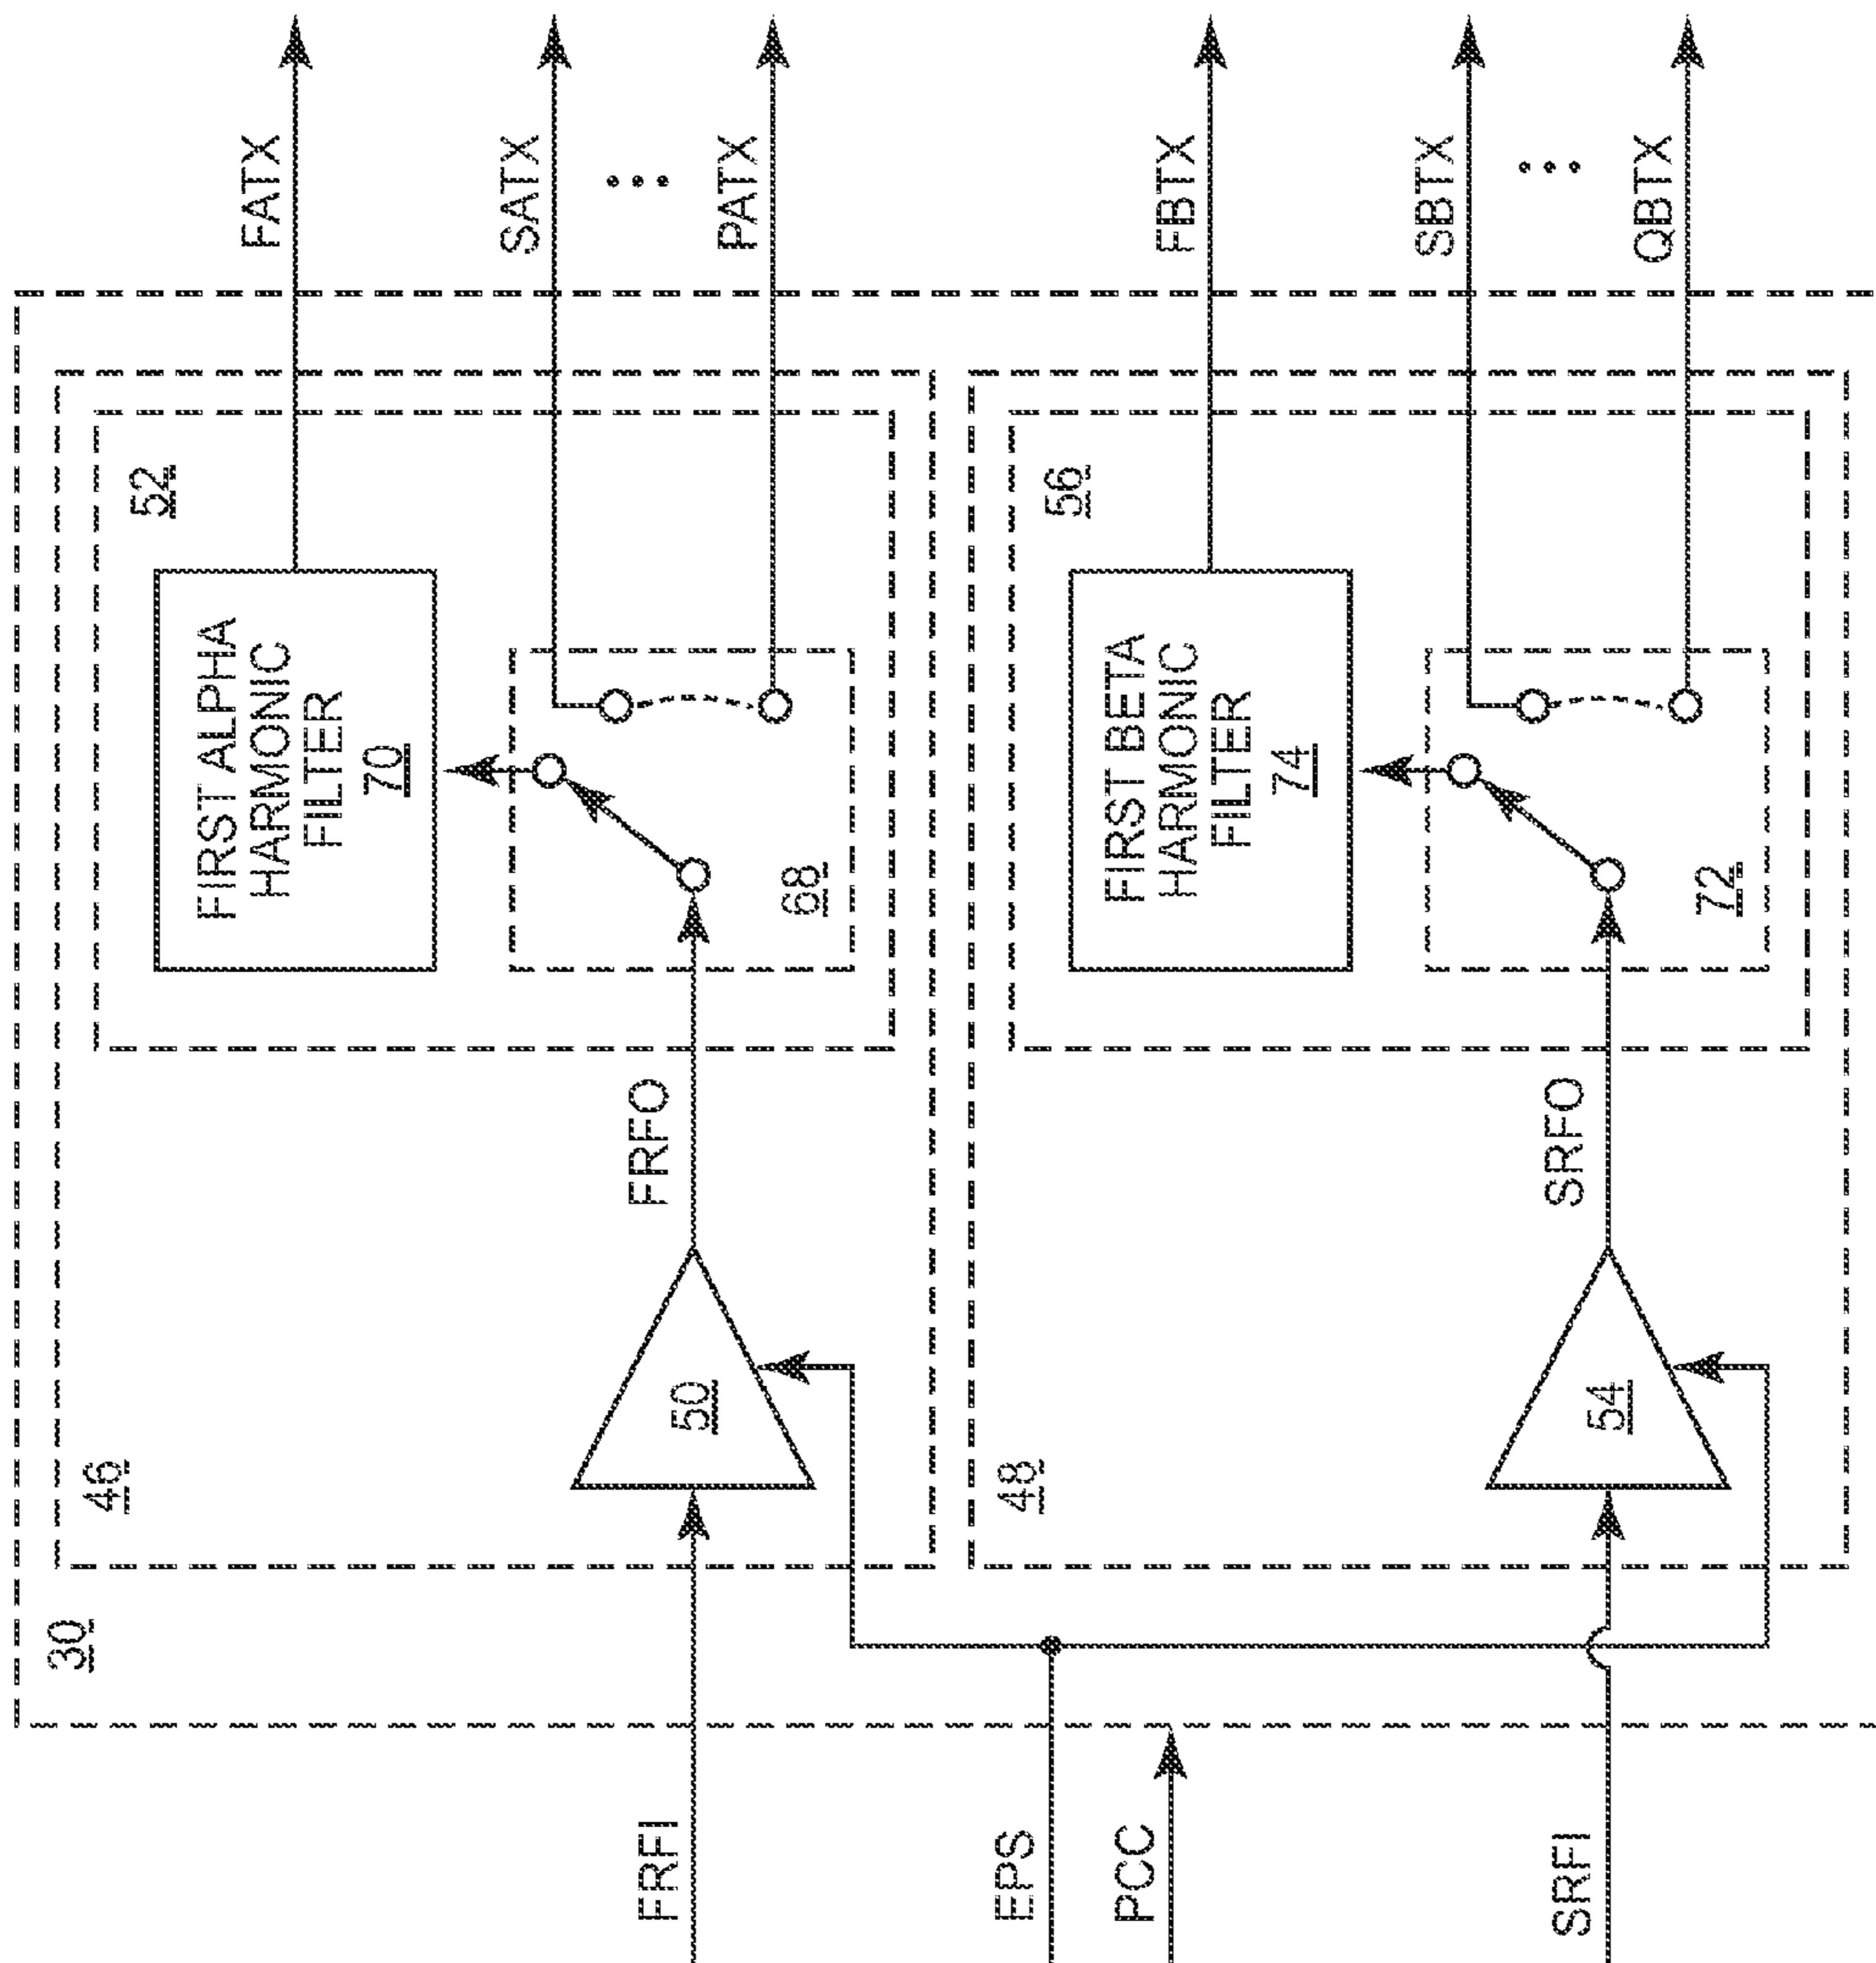 30
46
52
FIRST ALPHA
HARMONIC
FILTER
70
FATX
SATX
...
PATX
68
FRFO
50
FRFI
EPS
PCC
48
56
FIRST BETA
HARMONIC
FILTER
74
FBTX
SBTX
...
QBTX
72
SRFO
54
SRFI